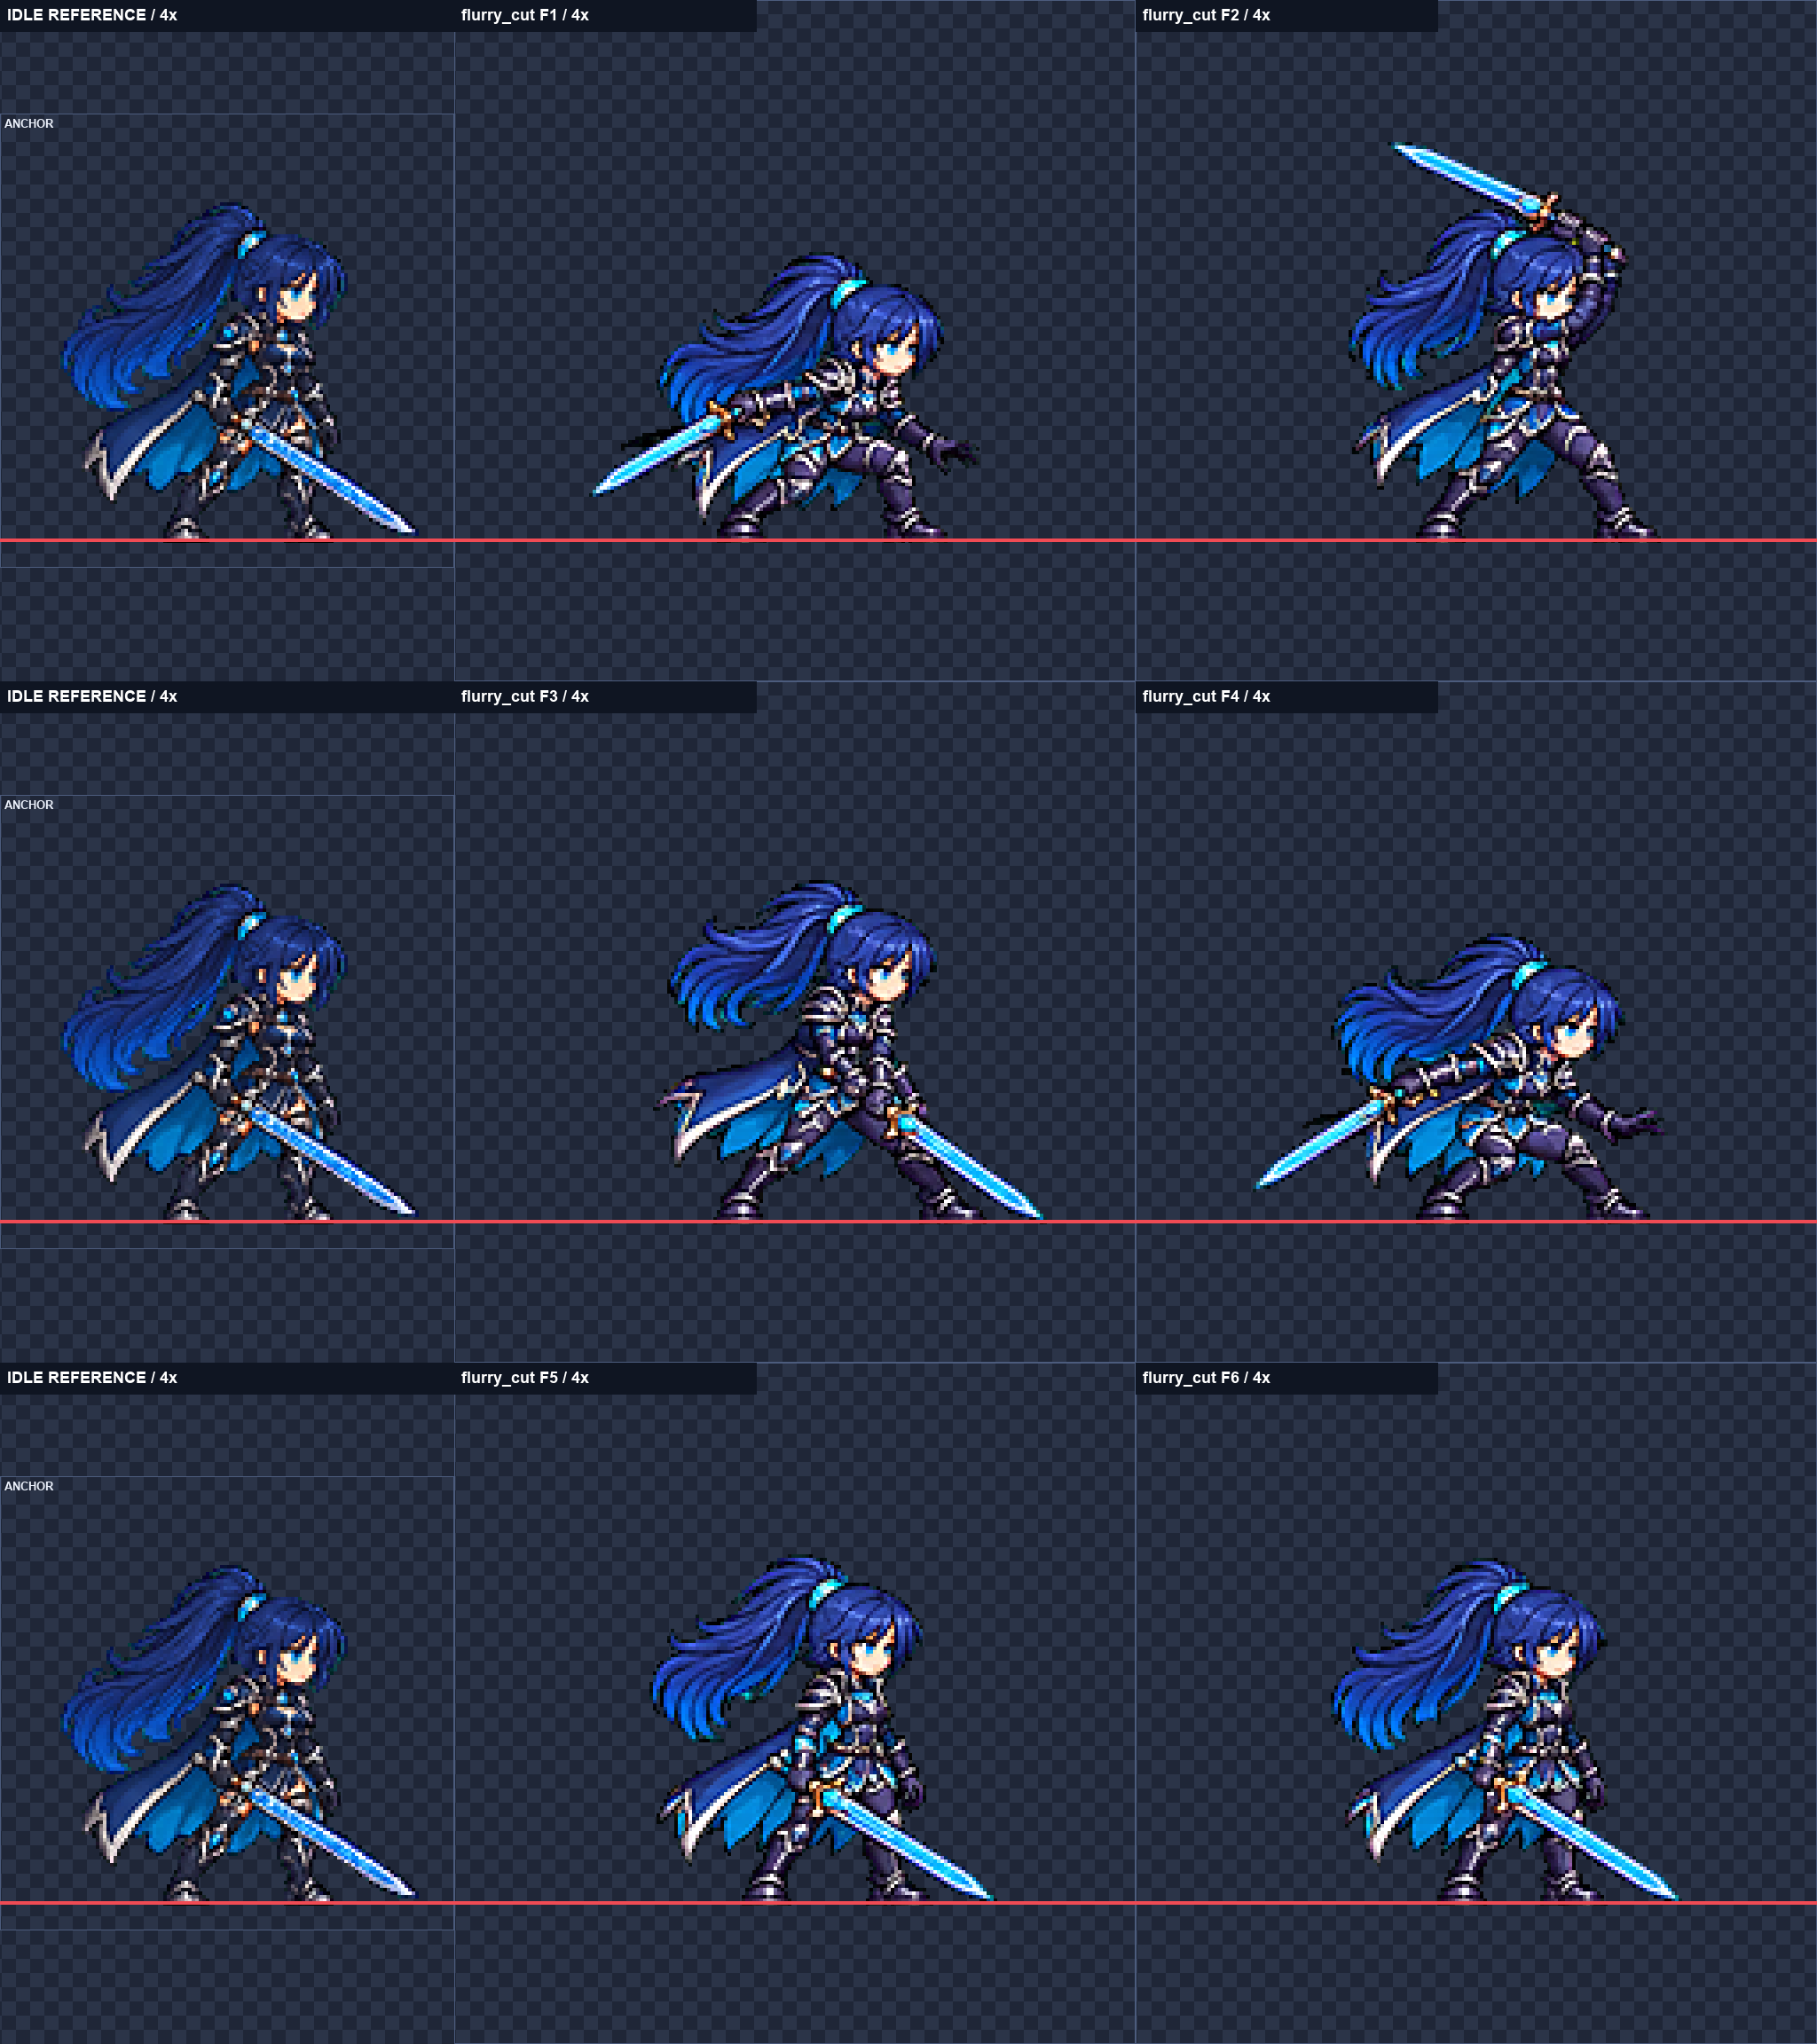 IDLE REFERENCE / 4x
flurry_cut F1 / 4x
flurry_cut F2 / 4x
ANCHOR
IDLE REFERENCE / 4x
flurry_cut F3 / 4x
flurry_cut F4 / 4x
ANCHOR
IDLE REFERENCE / 4x
flurry_cut F5 / 4x
flurry_cut F6 / 4x
ANCHOR